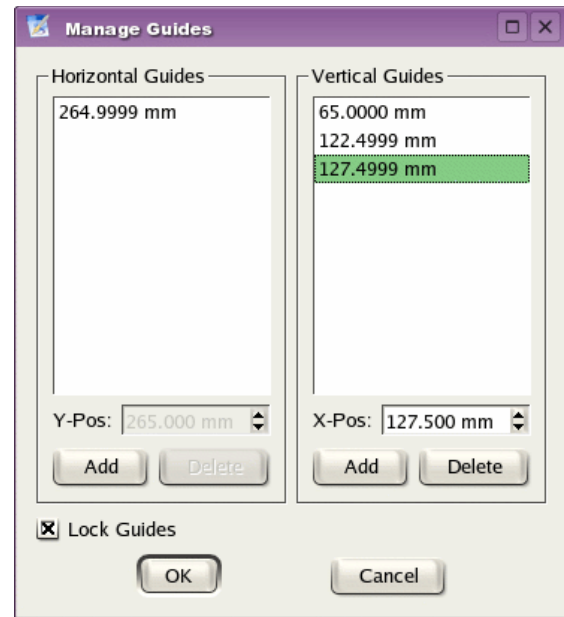 Manage Guides
Horizontal Guides
264.9999 mm
Y-Pos: 265.000 mm
Add Delete
Vertical Guides
65.0000 mm
122.4999 mm
127.4999 mm
X-Pos: 127.500 mm
Add Delete
Lock Guides
OK Cancel